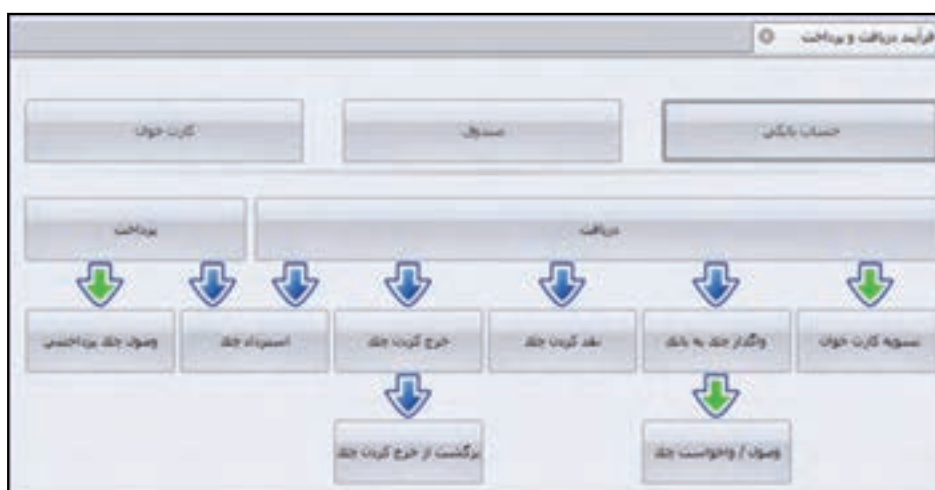 فرآیند دریافت و پرداخت
حساب بانکی
صندوق
کارت خوان
دریافت
پرداخت
تسویه کارت خوان
واگذار چک به بانک
نقد کردن چک
خرج کردن چک
استرداد چک
وصول چک پرداختنی
وصول / واخواست چک
برگشت از خرج کردن چک